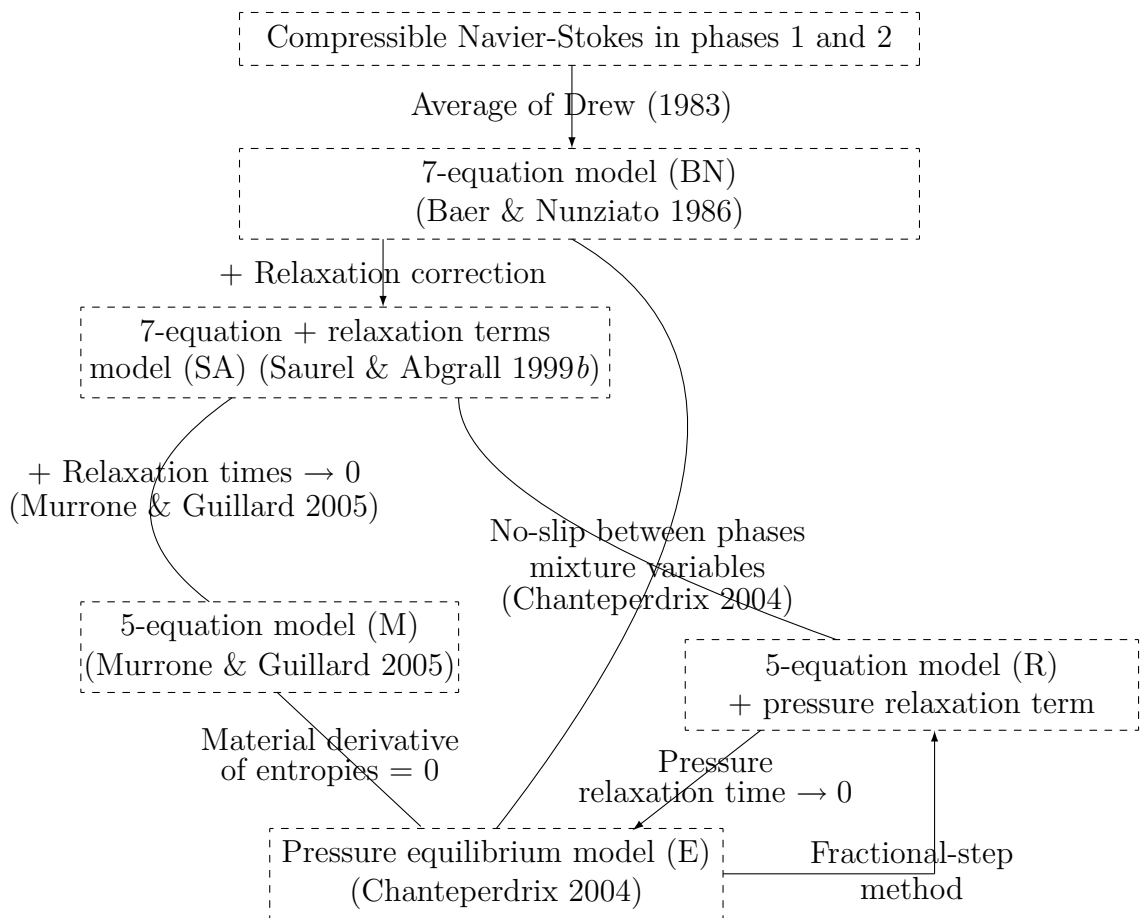 Compressible Navier-Stokes in phases 1 and 2
Average of Drew (1983)
7-equation model (BN)
(Baer & Nunziato 1986)
+ Relaxation correction
7-equation + relaxation terms
model (SA) (Saurel & Abgrall 1999b)
+ Relaxation times → 0
(Murrone & Guillard 2005)
No-slip between phases
mixture variables
(Chanteperdrix 2004)
5-equation model (M)
(Murrone & Guillard 2005)
5-equation model (R)
+ pressure relaxation term
Material derivative
of entropies = 0
Pressure
relaxation time → 0
Pressure equilibrium model (E)
(Chanteperdrix 2004)
Fractional-step
method